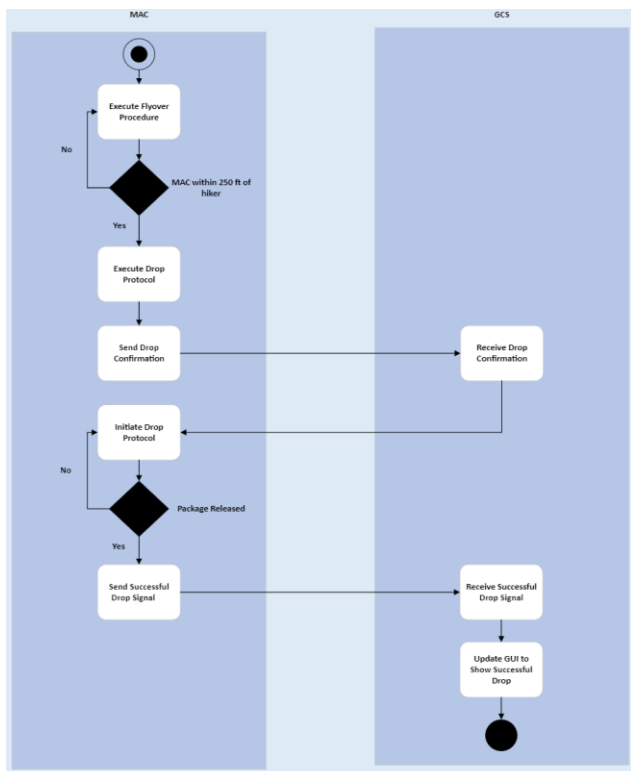 MAC
GCS
Execute Flyover
Procedure
No
MAC within 250 ft of
hiker
Yes
Execute Drop
Protocol
Send Drop
Confirmation
Receive Drop
Confirmation
Initiate Drop
Protocol
No
Package Released
Yes
Send Successful
Drop Signal
Receive Successful
Drop Signal
Update GUI to
Show Successful
Drop